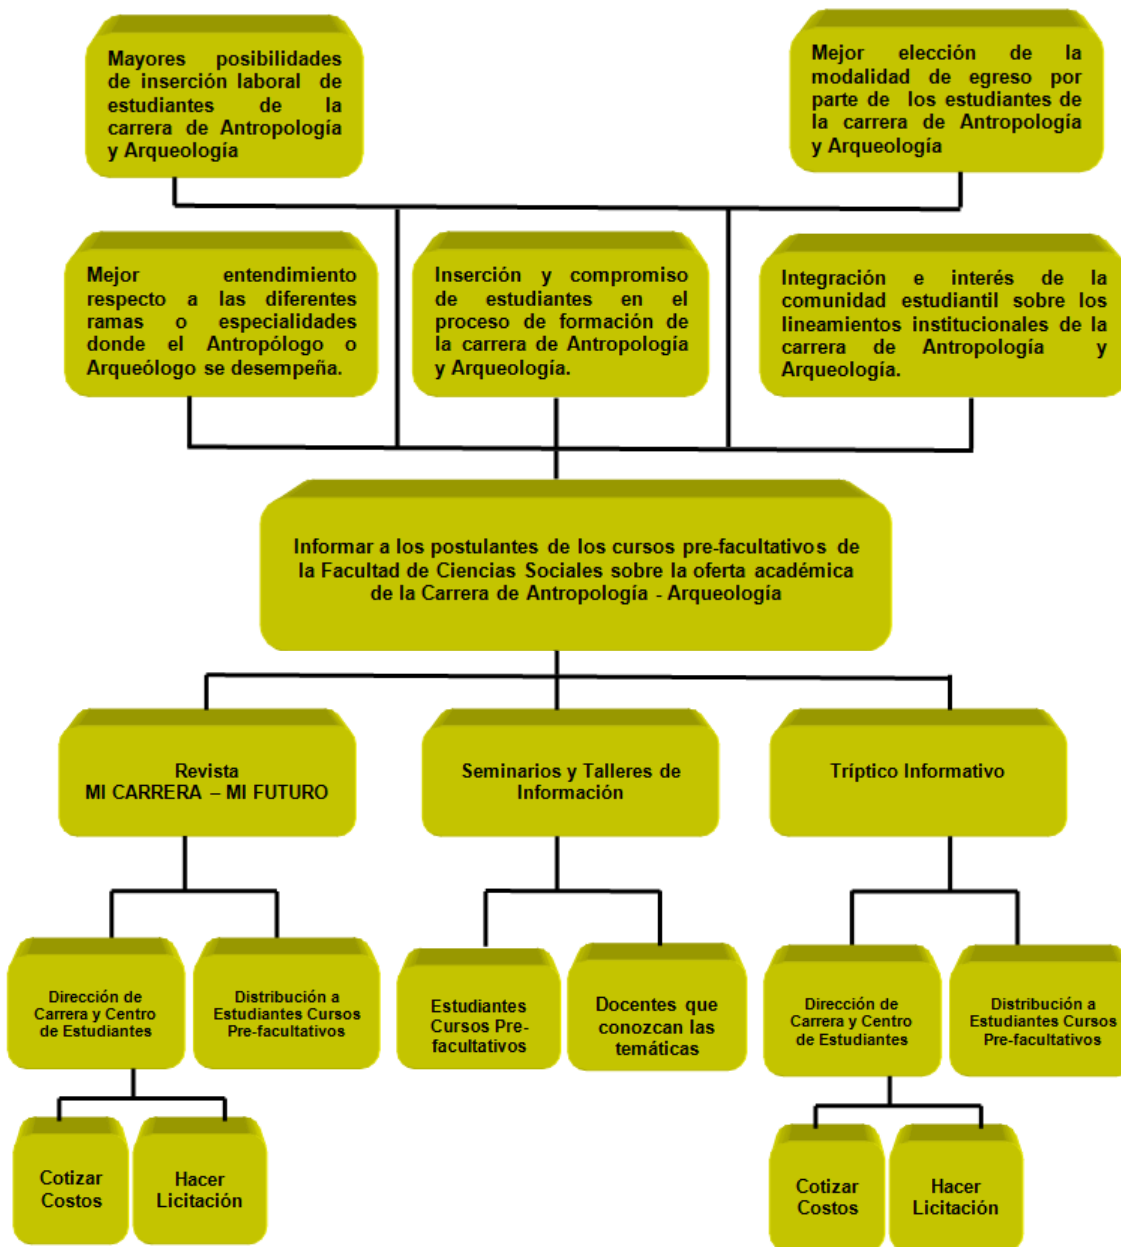 Mayores posibilidades
de inserción laboral de
estudiantes de la
carrera de Antropología
y Arqueología
Mejor elección de la
modalidad de egreso por
parte de los estudiantes de
la carrera de Antropología
y Arqueología
Mejor entendimiento
respecto a las diferentes
ramas o especialidades
donde el Antropólogo o
Arqueólogo se desempeña.
Inserción y compromiso
de estudiantes en el
proceso de formación de
la carrera de Antropología
y Arqueología.
Integración e interés de la
comunidad estudiantil sobre los
lineamientos institucionales de la
carrera de Antropología y
Arqueología.
Informar a los postulantes de los cursos pre-facultativos de
la Facultad de Ciencias Sociales sobre la oferta académica
de la Carrera de Antropología - Arqueología
Revista
MI CARRERA – MI FUTURO
Seminarios y Talleres de
Información
Tríptico Informativo
Dirección de
Carrera y Centro
de Estudiantes
Distribución a
Estudiantes Cursos
Pre-facultativos
Estudiantes
Cursos Pre-
facultativos
Docentes que
conozcan las
temáticas
Dirección de
Carrera y Centro
de Estudiantes
Distribución a
Estudiantes Cursos
Pre-facultativos
Cotizar
Costos
Hacer
Licitación
Cotizar
Costos
Hacer
Licitación